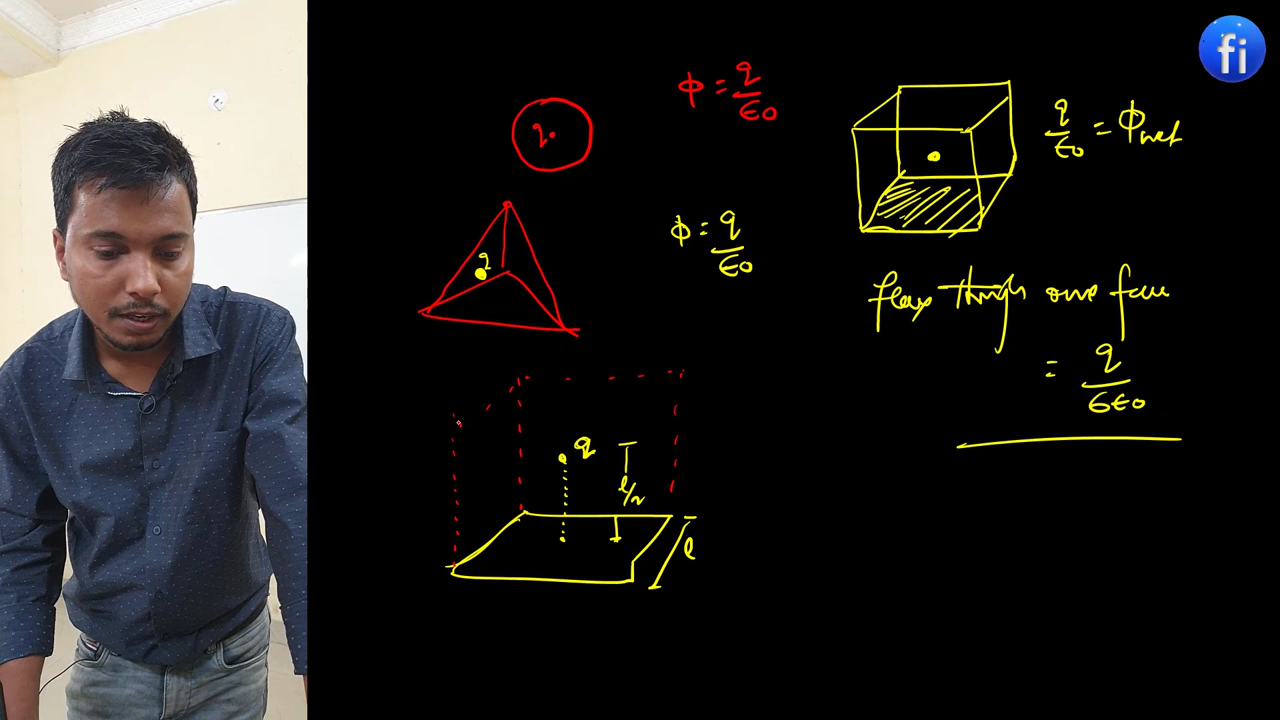 fi
ϕ = q/ϵ0
q
q/ϵ0 = ϕnet
q
ϕ = q/ϵ0
flux through one face
= q/6ϵ0
q
l/2
l